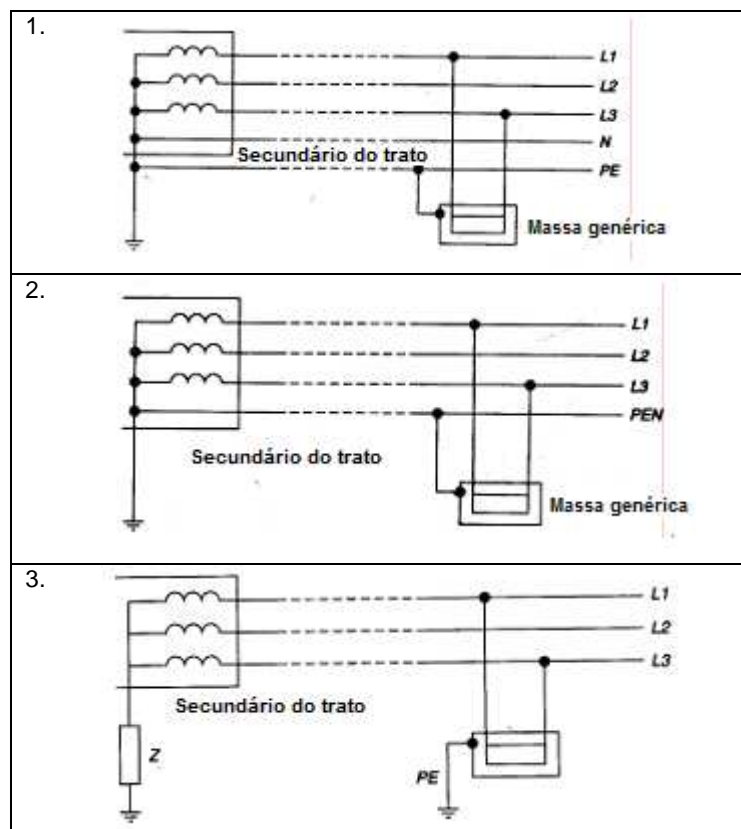 1.
L1
L2
L3
N
Secundário do trato
PE
Massa genérica
2.
L1
L2
L3
PEN
Secundário do trato
Massa genérica
3.
L1
L2
L3
Secundário do trato
Z
PE